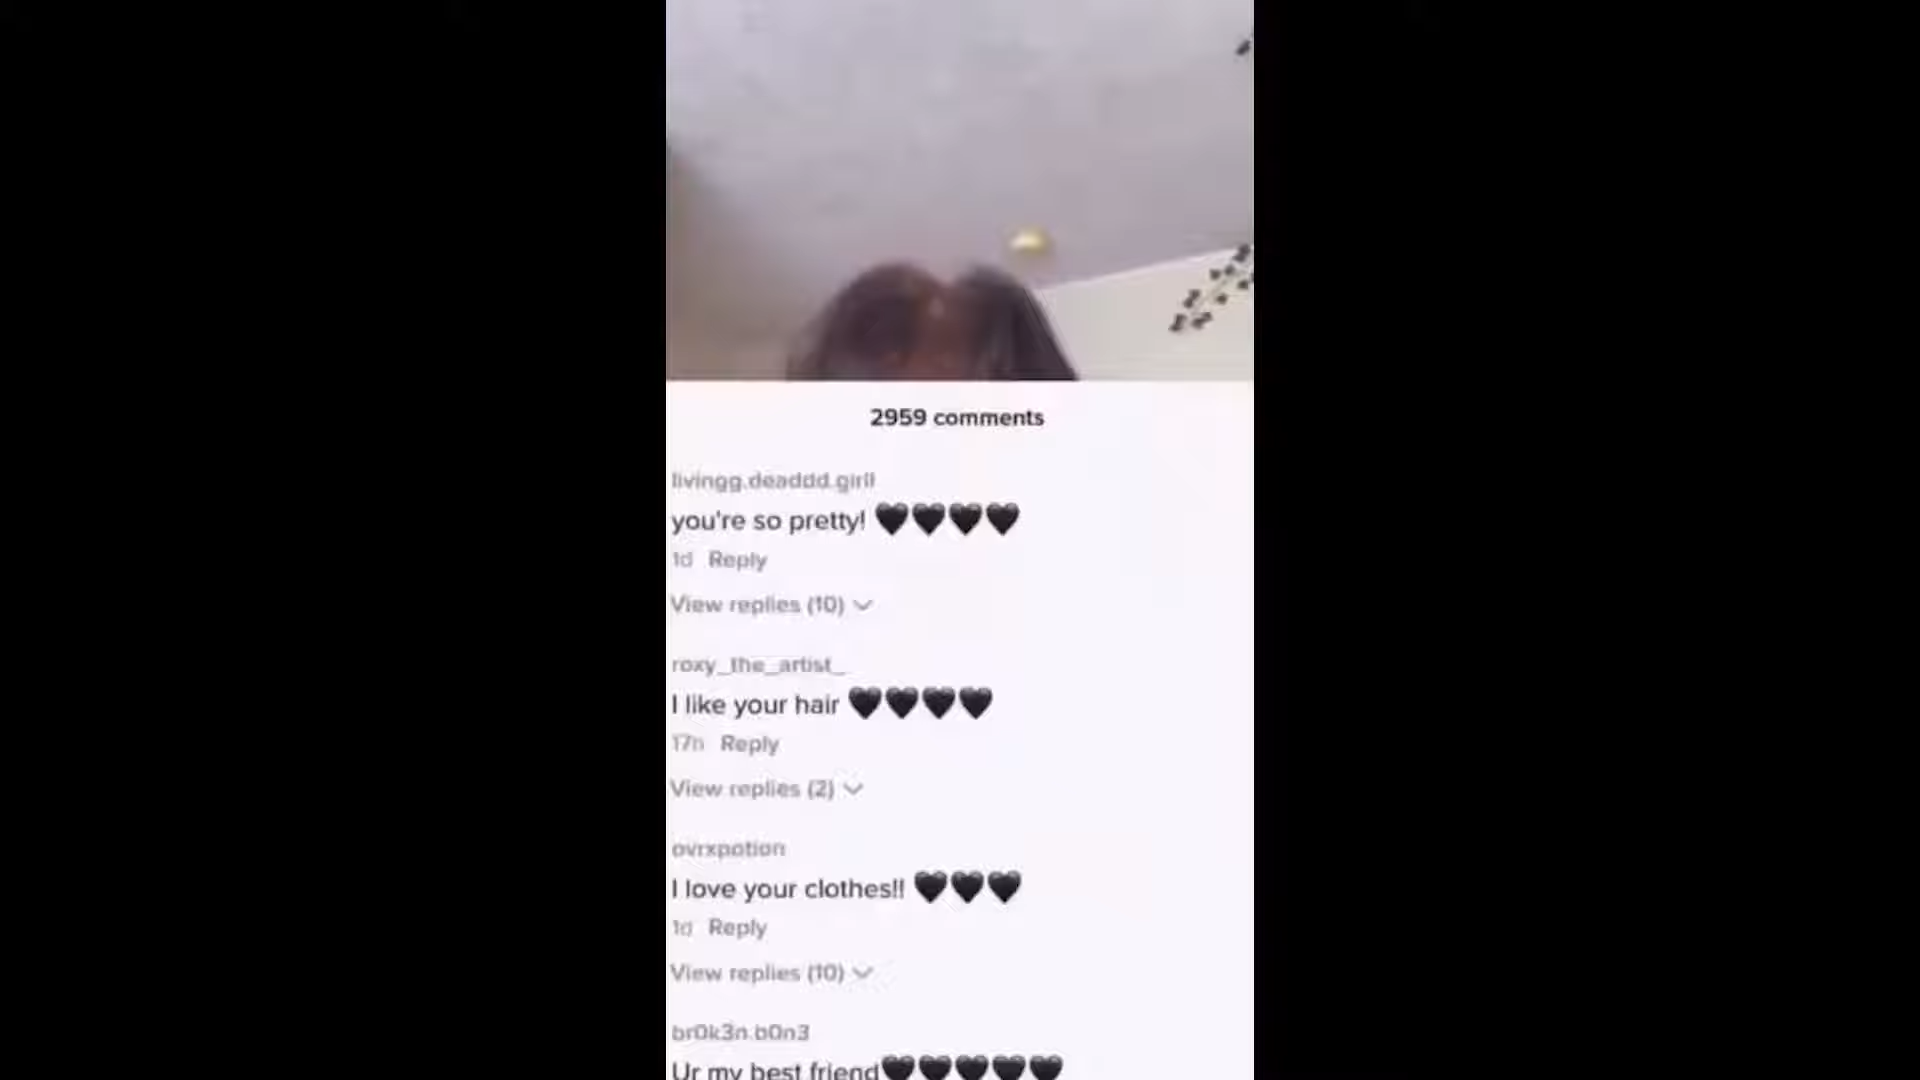 2959 comments
livingg.deaddd.girll
you're so pretty! 🖤🖤🖤🖤
1d Reply
View replies (10)
roxy_the_artist_
I like your hair 🖤🖤🖤🖤
17h Reply
View replies (2)
ovrxpotion
I love your clothes!! 🖤🖤🖤
1d Reply
View replies (10)
br0k3n.b0n3
Ur my best friend🖤🖤🖤🖤🖤